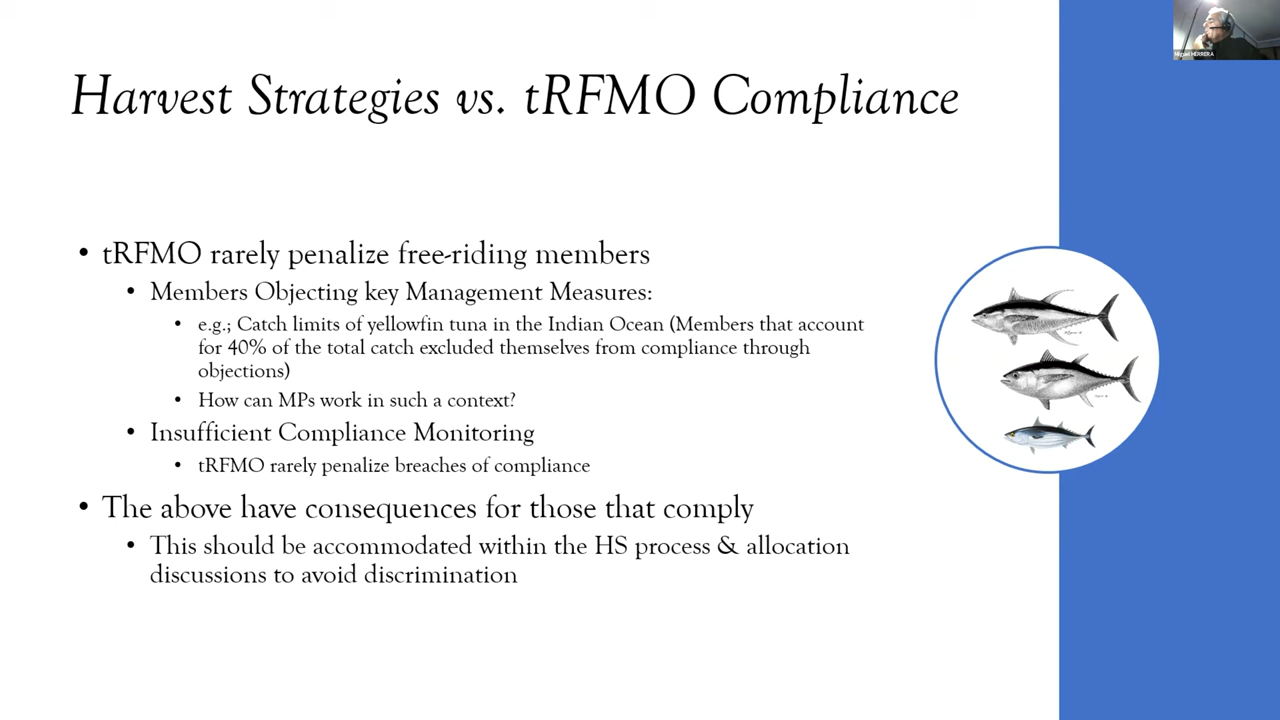 Miguel HERRERA
Harvest Strategies vs. tRFMO Compliance
• tRFMO rarely penalize free-riding members
• Members Objecting key Management Measures:
• e.g.; Catch limits of yellowfin tuna in the Indian Ocean (Members that account
for 40% of the total catch excluded themselves from compliance through
objections)
• How can MPs work in such a context?
• Insufficient Compliance Monitoring
• tRFMO rarely penalize breaches of compliance
• The above have consequences for those that comply
• This should be accommodated within the HS process & allocation
discussions to avoid discrimination